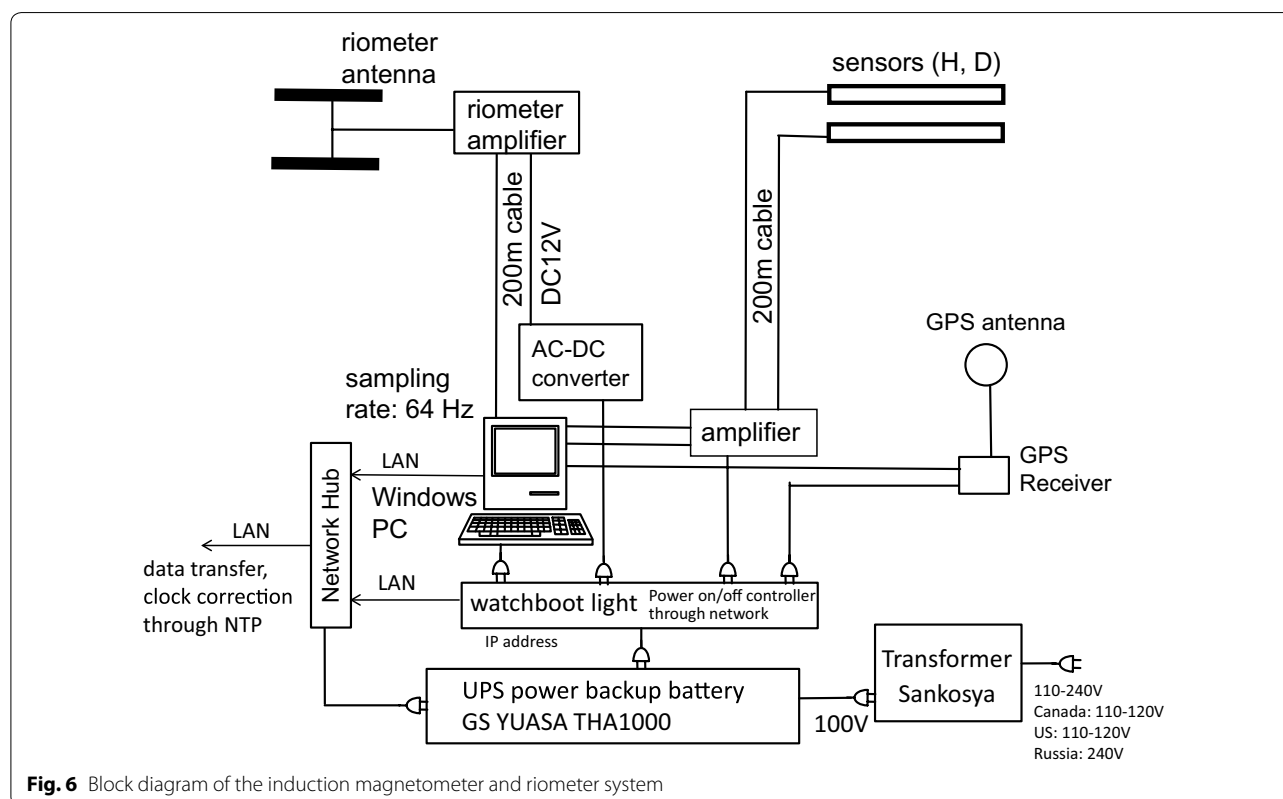 riometer
antenna
riometer
amplifier
sensors (H, D)
200m cable
DC12V
200m cable
GPS antenna
AC-DC
converter
sampling
rate: 64 Hz
amplifier
GPS
Receiver
Network Hub
LAN
Windows
PC
LAN
data transfer,
clock correction
through NTP
LAN
watchboot light
Power on/off controller
through network
IP address
UPS power backup battery
GS YUASA THA1000
100V
Transformer
Sankosya
110-240V
Canada: 110-120V
US: 110-120V
Russia: 240V
Fig. 6 Block diagram of the induction magnetometer and riometer system